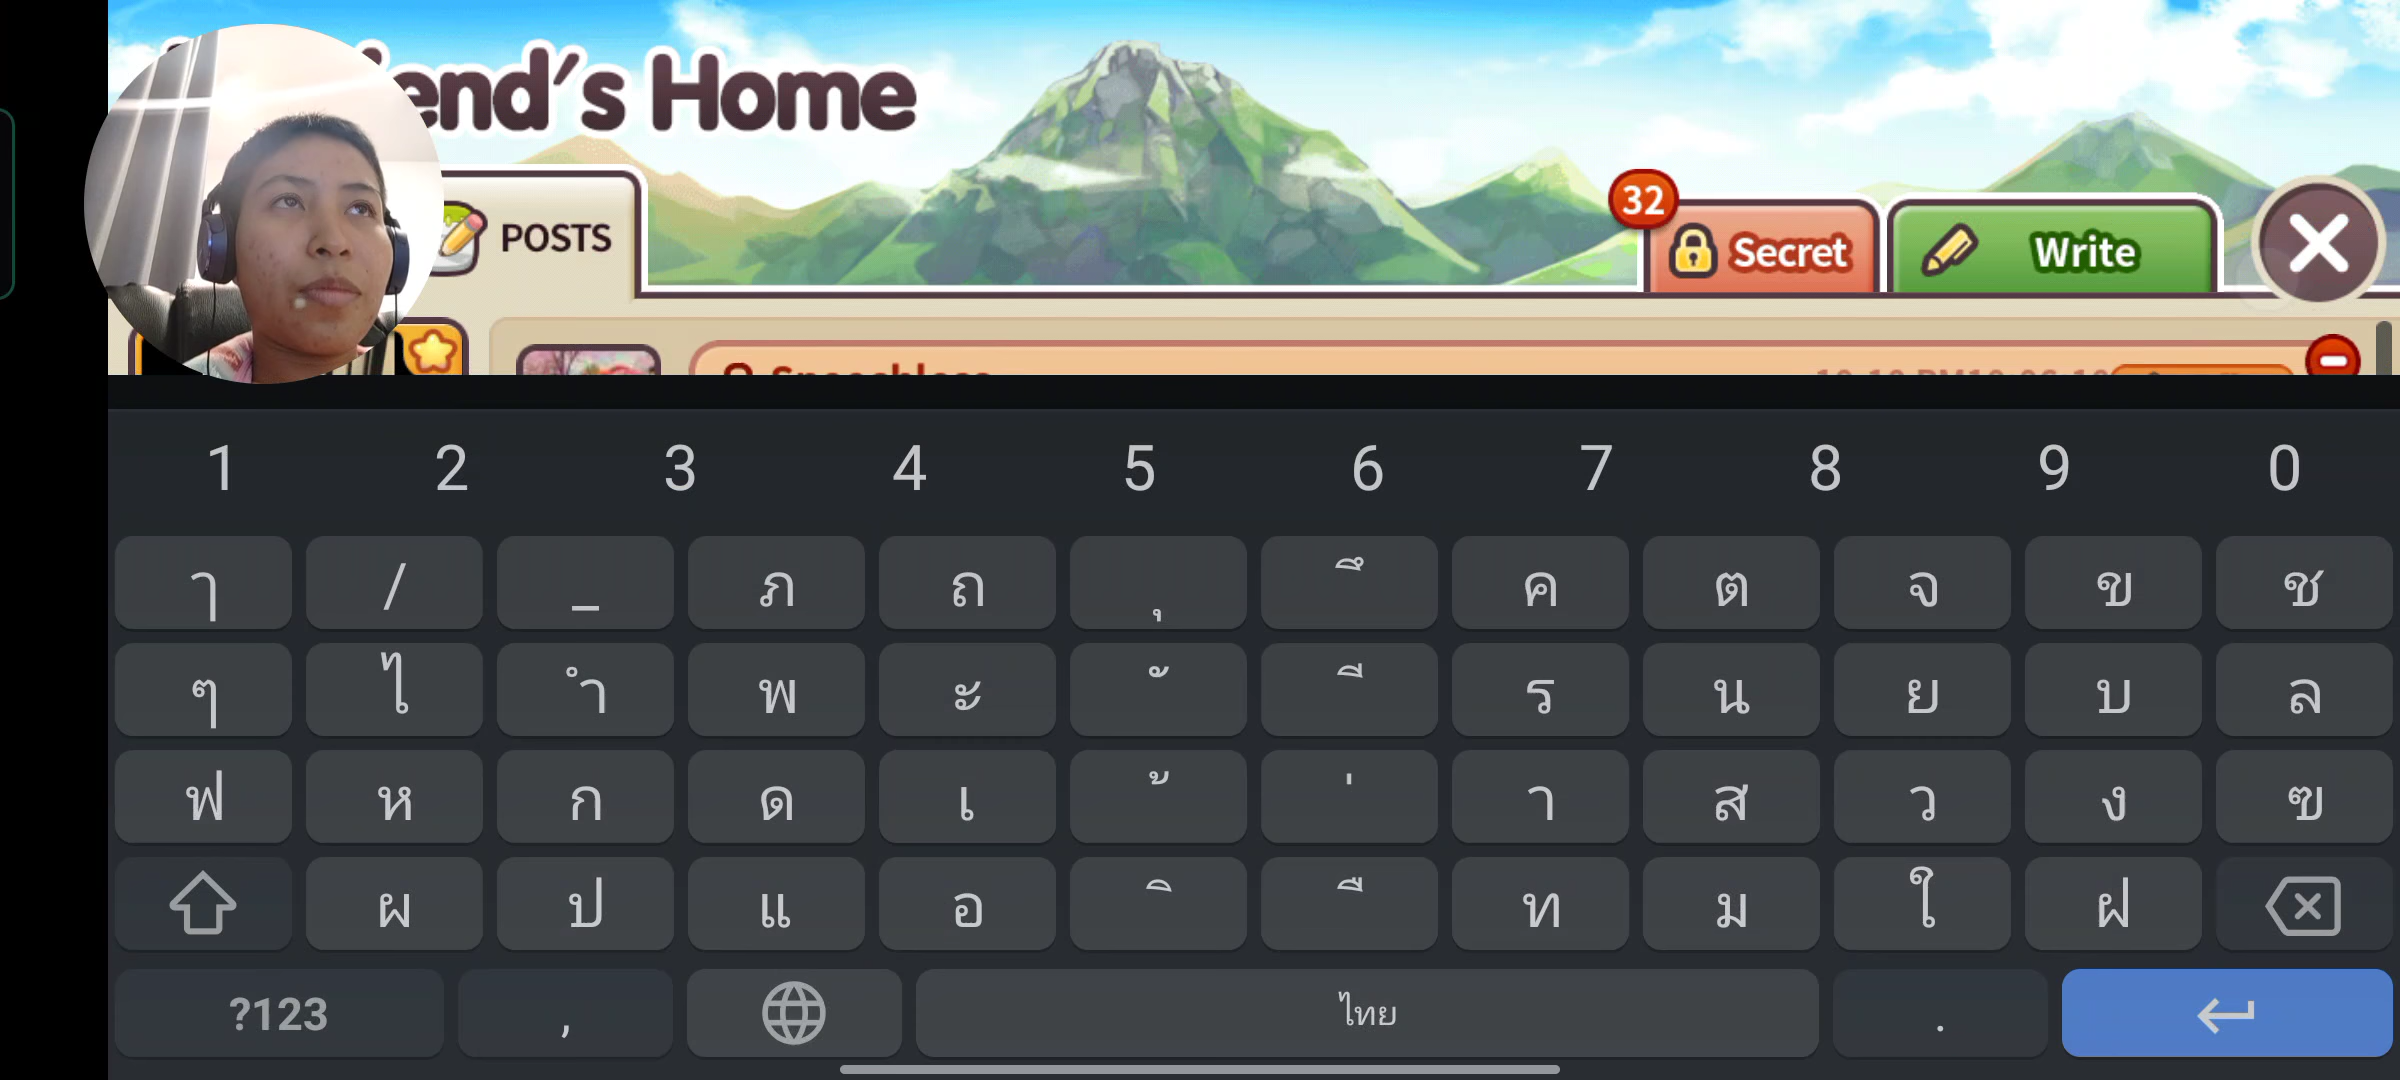 end's Home
POSTS
32
Secret
Write
Speechless
1 2 3 4 5 6 7 8 9 0
ๅ / _ ภ ถ ุ ึ ค ต จ ข ช
ๆ ไ ำ พ ะ ั ี ร น ย บ ล
ฟ ห ก ด เ ้ ่ า ส ว ง ฃ
ผ ป แ อ ิ ื ท ม ใ ฝ
?123 , ไทย .